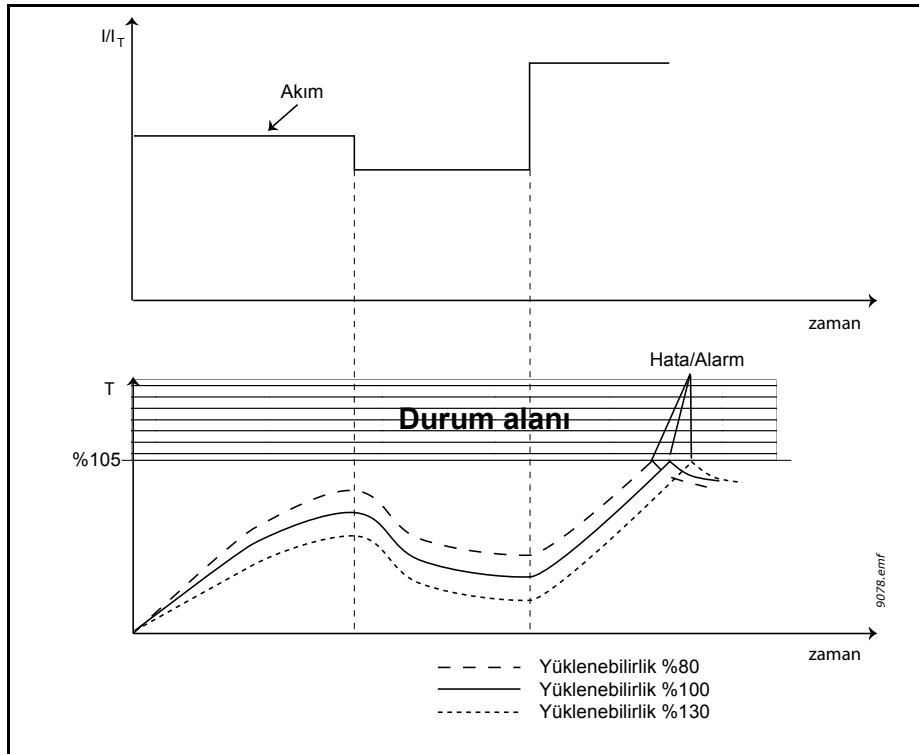 I/I_T
Akım
zaman
Hata/Alarm
T
Durum alanı
%105
9078.emf
zaman
Yüklenebilirlik %80
Yüklenebilirlik %100
Yüklenebilirlik %130